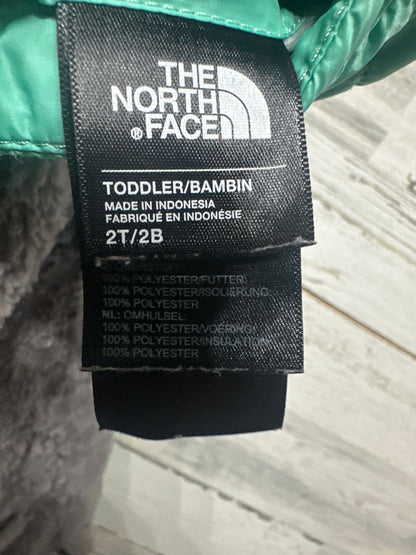 THE
NORTH
® FACE
TODDLER/BAMBIN
MADE IN INDONESIA
FABRIQUÉ EN INDONÉSIE
2T/2B
100% POLYESTER/FUTTER:
100% POLYESTER/ISOLIERUNG:
100% POLYESTER
NL: OMHULSEL:
100% POLYESTER/VOERING:
100% POLYESTER/INSULATION:
100% POLYESTER